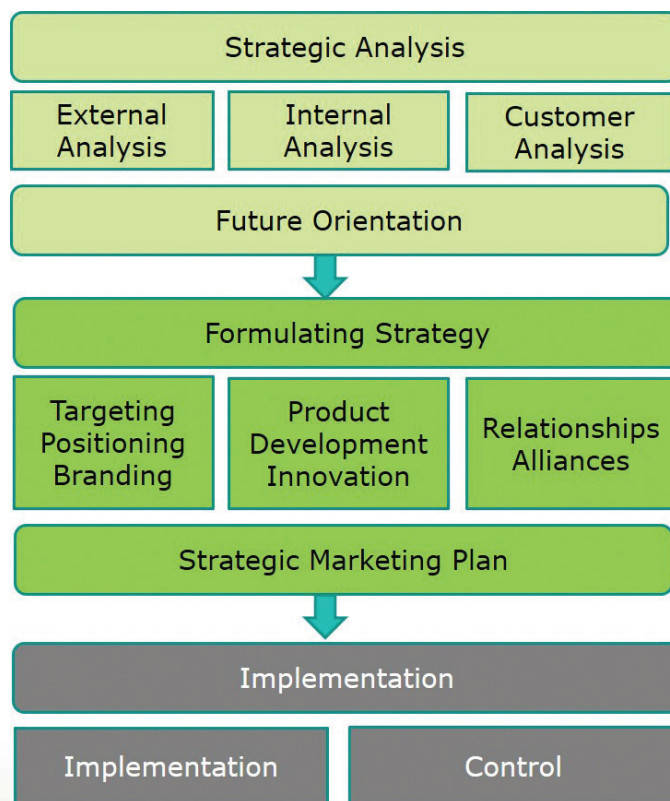 Strategic Analysis
External
Analysis
Internal
Analysis
Customer
Analysis
Future Orientation
Formulating Strategy
Targeting
Positioning
Branding
Product
Development
Innovation
Relationships
Alliances
Strategic Marketing Plan
Implementation
Implementation
Control